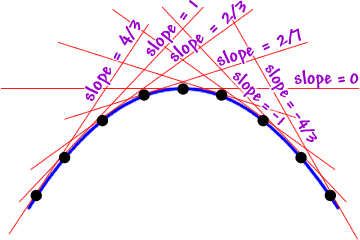 slope = 4/3
slope = 1
slope = 2/3
slope = 2/7
slope = 0
slope = -1
slope = -4/3